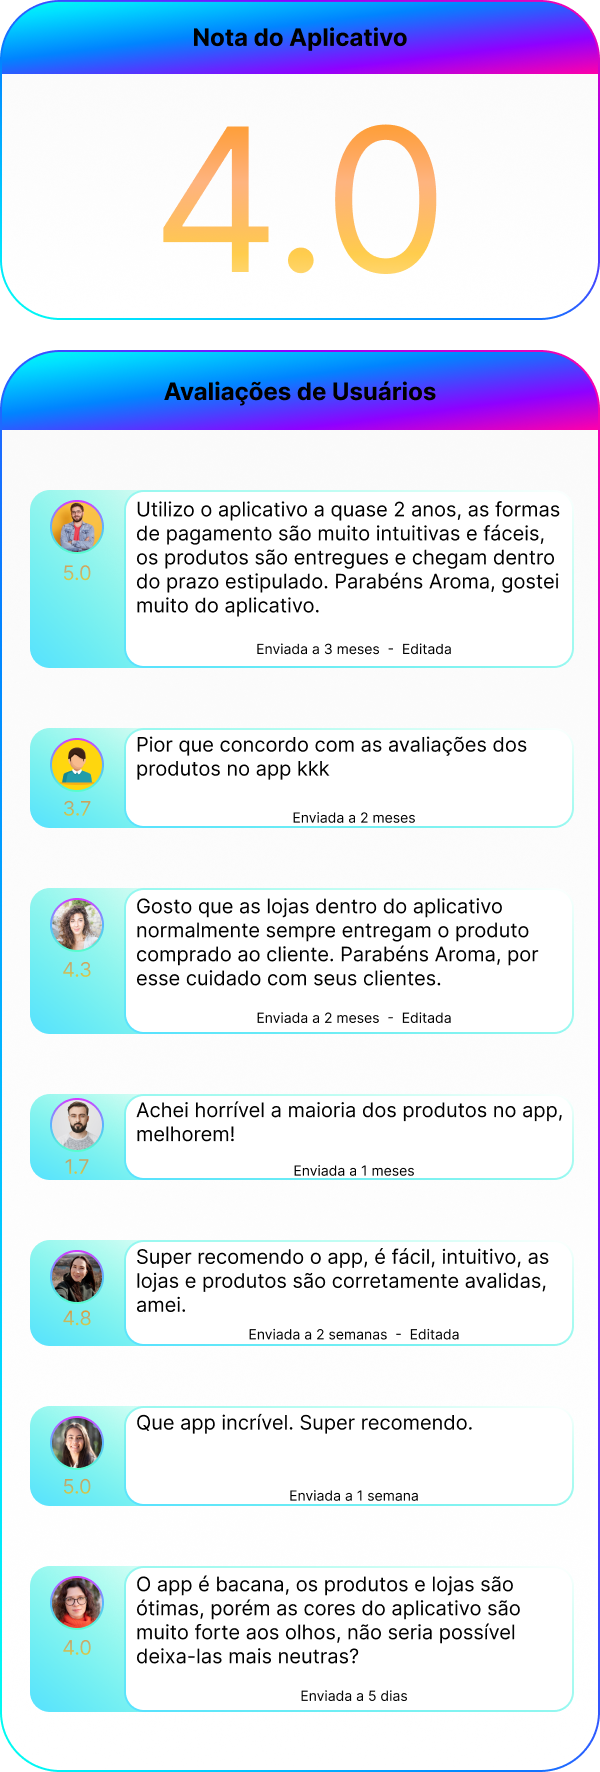 Nota do Aplicativo
4.0
Avaliações de Usuários
5.0
Utilizo o aplicativo a quase 2 anos, as formas
de pagamento são muito intuitivas e fáceis,
os produtos são entregues e chegam dentro
do prazo estipulado. Parabéns Aroma, gostei
muito do aplicativo.
Enviada a 3 meses - Editada
3.7
Pior que concordo com as avaliações dos
produtos no app kkk
Enviada a 2 meses
4.3
Gosto que as lojas dentro do aplicativo
normalmente sempre entregam o produto
comprado ao cliente. Parabéns Aroma, por
esse cuidado com seus clientes.
Enviada a 2 meses - Editada
1.7
Achei horrível a maioria dos produtos no app,
melhorem!
Enviada a 1 meses
4.8
Super recomendo o app, é fácil, intuitivo, as
lojas e produtos são corretamente avalidas,
amei.
Enviada a 2 semanas - Editada
5.0
Que app incrível. Super recomendo.
Enviada a 1 semana
4.0
O app é bacana, os produtos e lojas são
ótimas, porém as cores do aplicativo são
muito forte aos olhos, não seria possível
deixa-las mais neutras?
Enviada a 5 dias